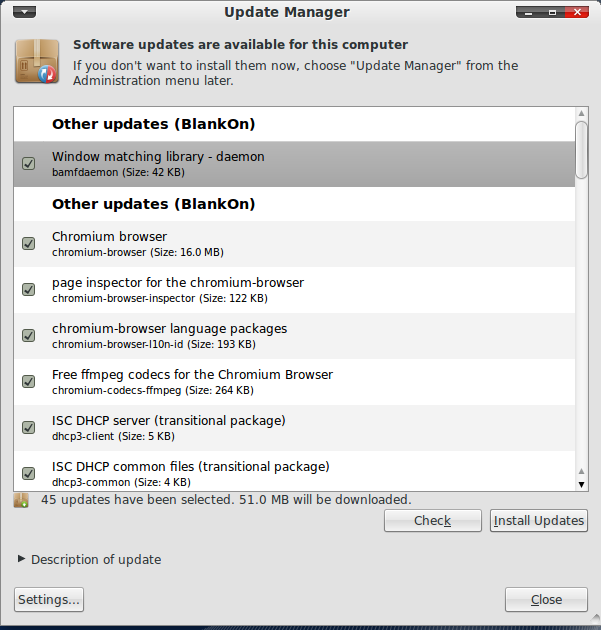 Update Manager
Software updates are available for this computer
If you don't want to install them now, choose "Update Manager" from the
Administration menu later.
Other updates (BlankOn)
Window matching library - daemon
bamfdaemon (Size: 42 KB)
Other updates (BlankOn)
Chromium browser
chromium-browser (Size: 16.0 MB)
page inspector for the chromium-browser
chromium-browser-inspector (Size: 122 KB)
chromium-browser language packages
chromium-browser-l10n-id (Size: 193 KB)
Free ffmpeg codecs for the Chromium Browser
chromium-codecs-ffmpeg (Size: 264 KB)
ISC DHCP server (transitional package)
dhcp3-client (Size: 5 KB)
ISC DHCP common files (transitional package)
dhcp3-common (Size: 4 KB)
45 updates have been selected. 51.0 MB will be downloaded.
Check
Install Updates
Description of update
Settings...
Close